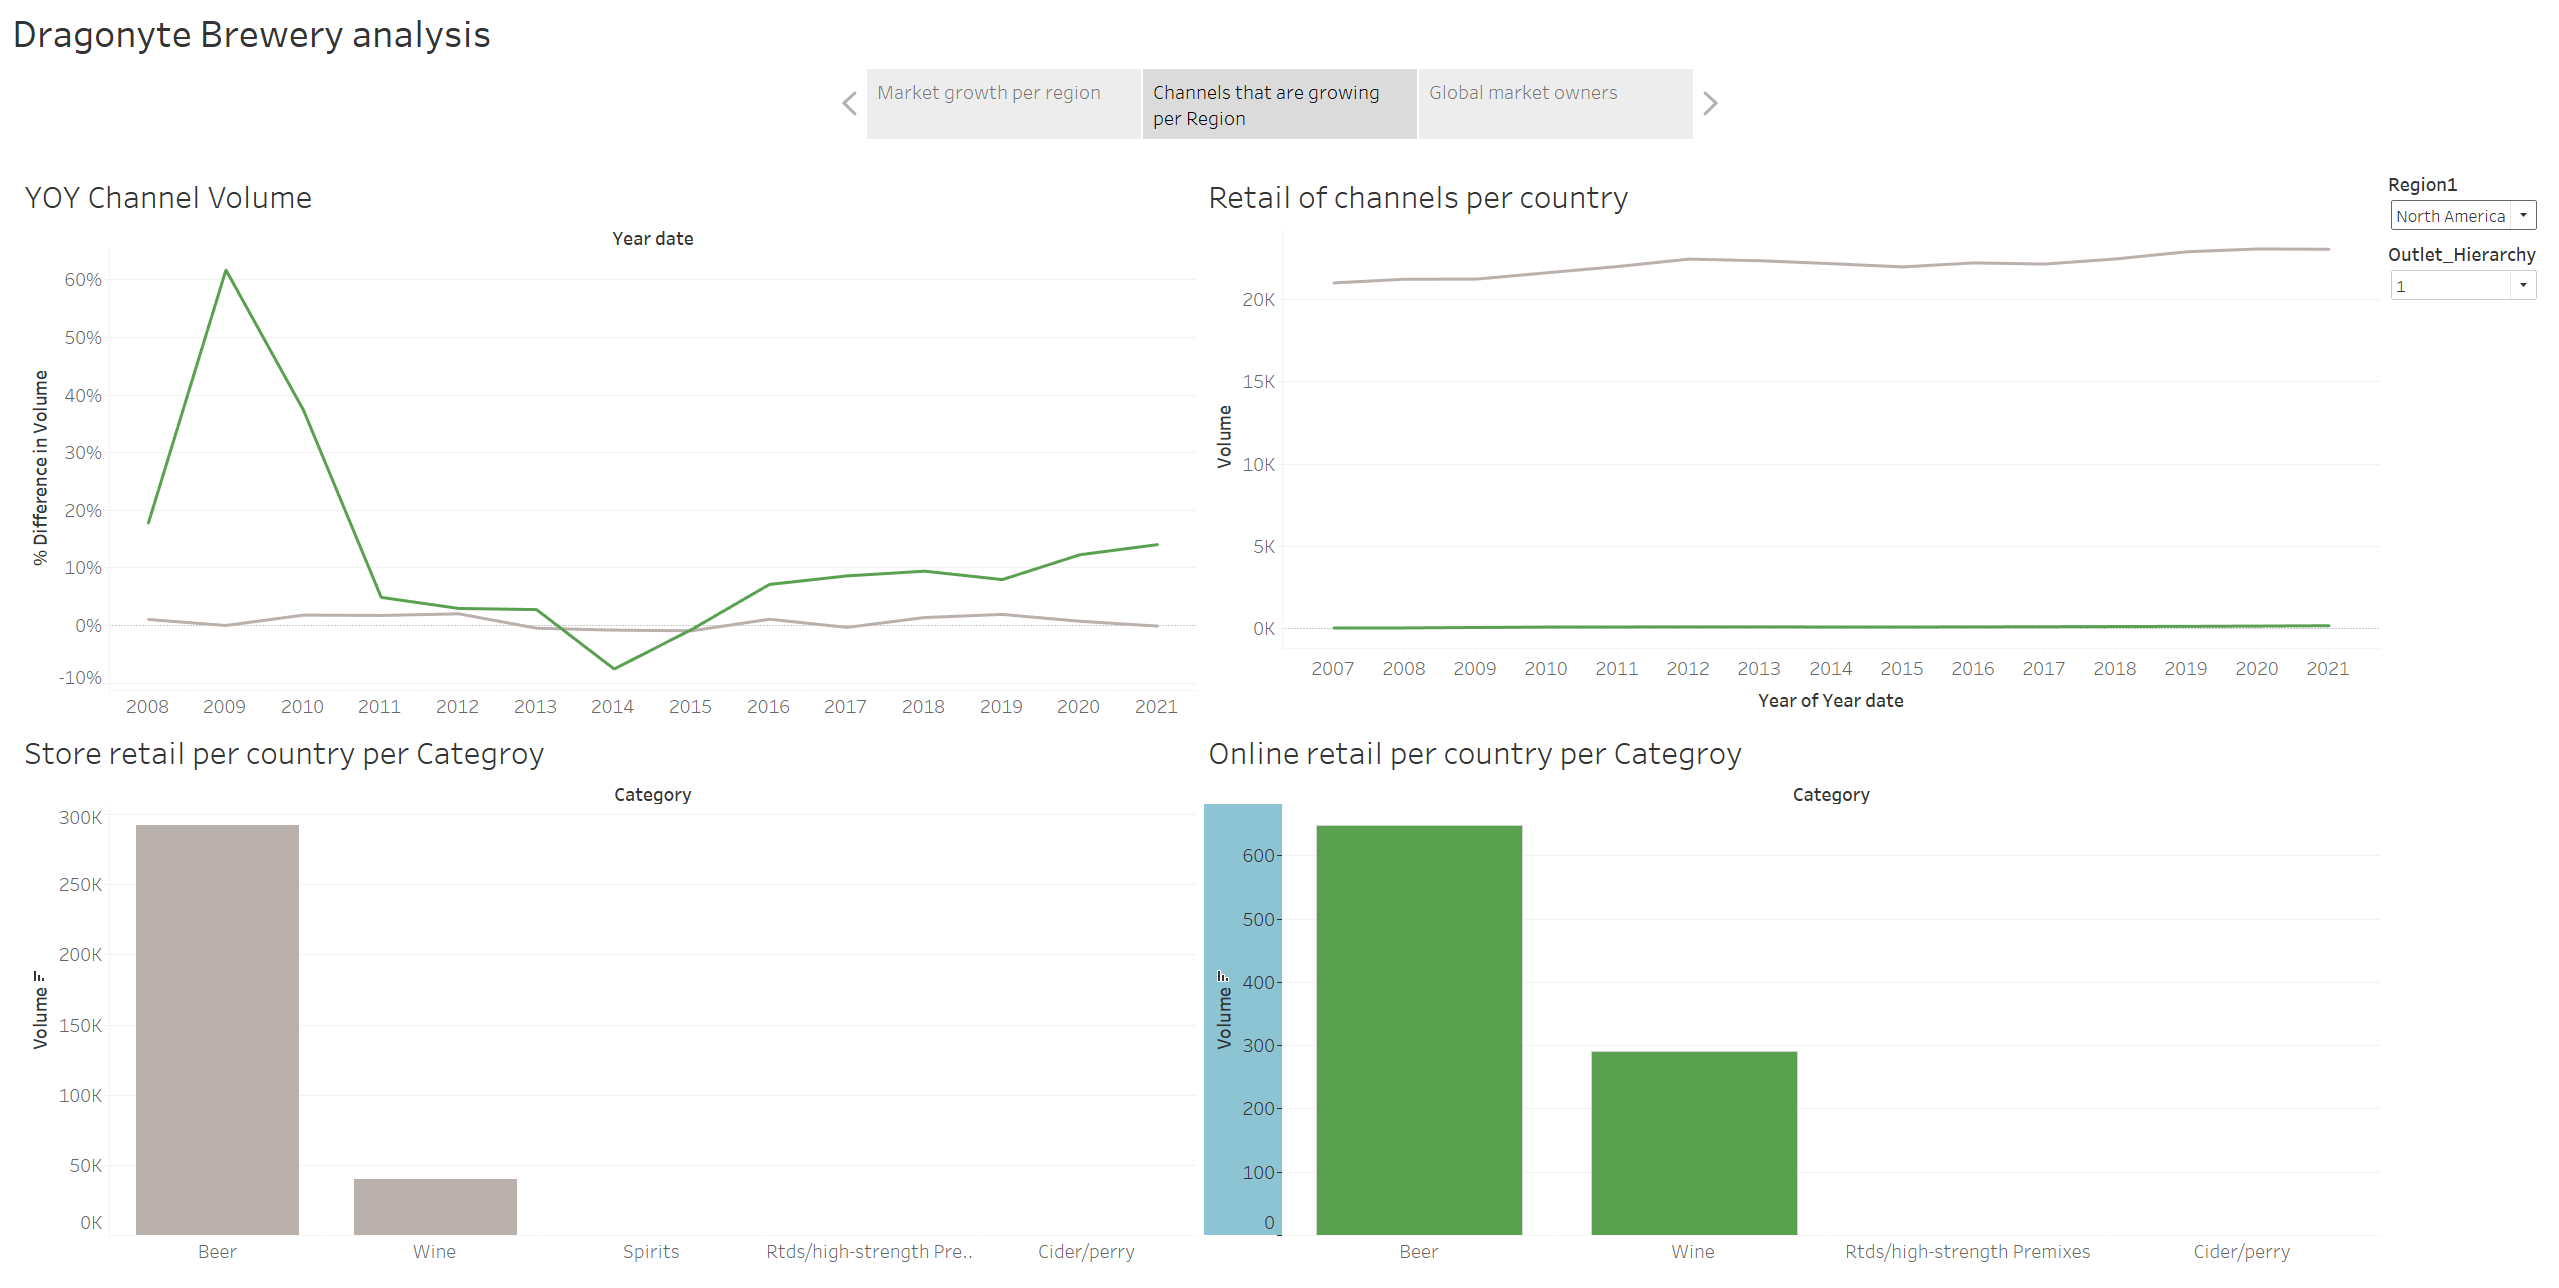 Dragonyte Brewery analysis
Market growth per region
Channels that are growing
per Region
Global market owners
YOY Channel Volume
Year date
% Difference in Volume
60%
50%
40%
30%
20%
10%
0%
-10%
2008 2009 2010 2011 2012 2013 2014 2015 2016 2017 2018 2019 2020 2021
Retail of channels per country
Volume
20K
15K
10K
5K
0K
2007 2008 2009 2010 2011 2012 2013 2014 2015 2016 2017 2018 2019 2020 2021
Year of Year date
Region1
North America
Outlet_Hierarchy
1
Store retail per country per Categroy
Category
Volume
300K
250K
200K
150K
100K
50K
0K
Beer Wine Spirits Rtds/high-strength Pre.. Cider/perry
Online retail per country per Categroy
Category
Volume
600
500
400
300
200
100
0
Beer Wine Rtds/high-strength Premixes Cider/perry